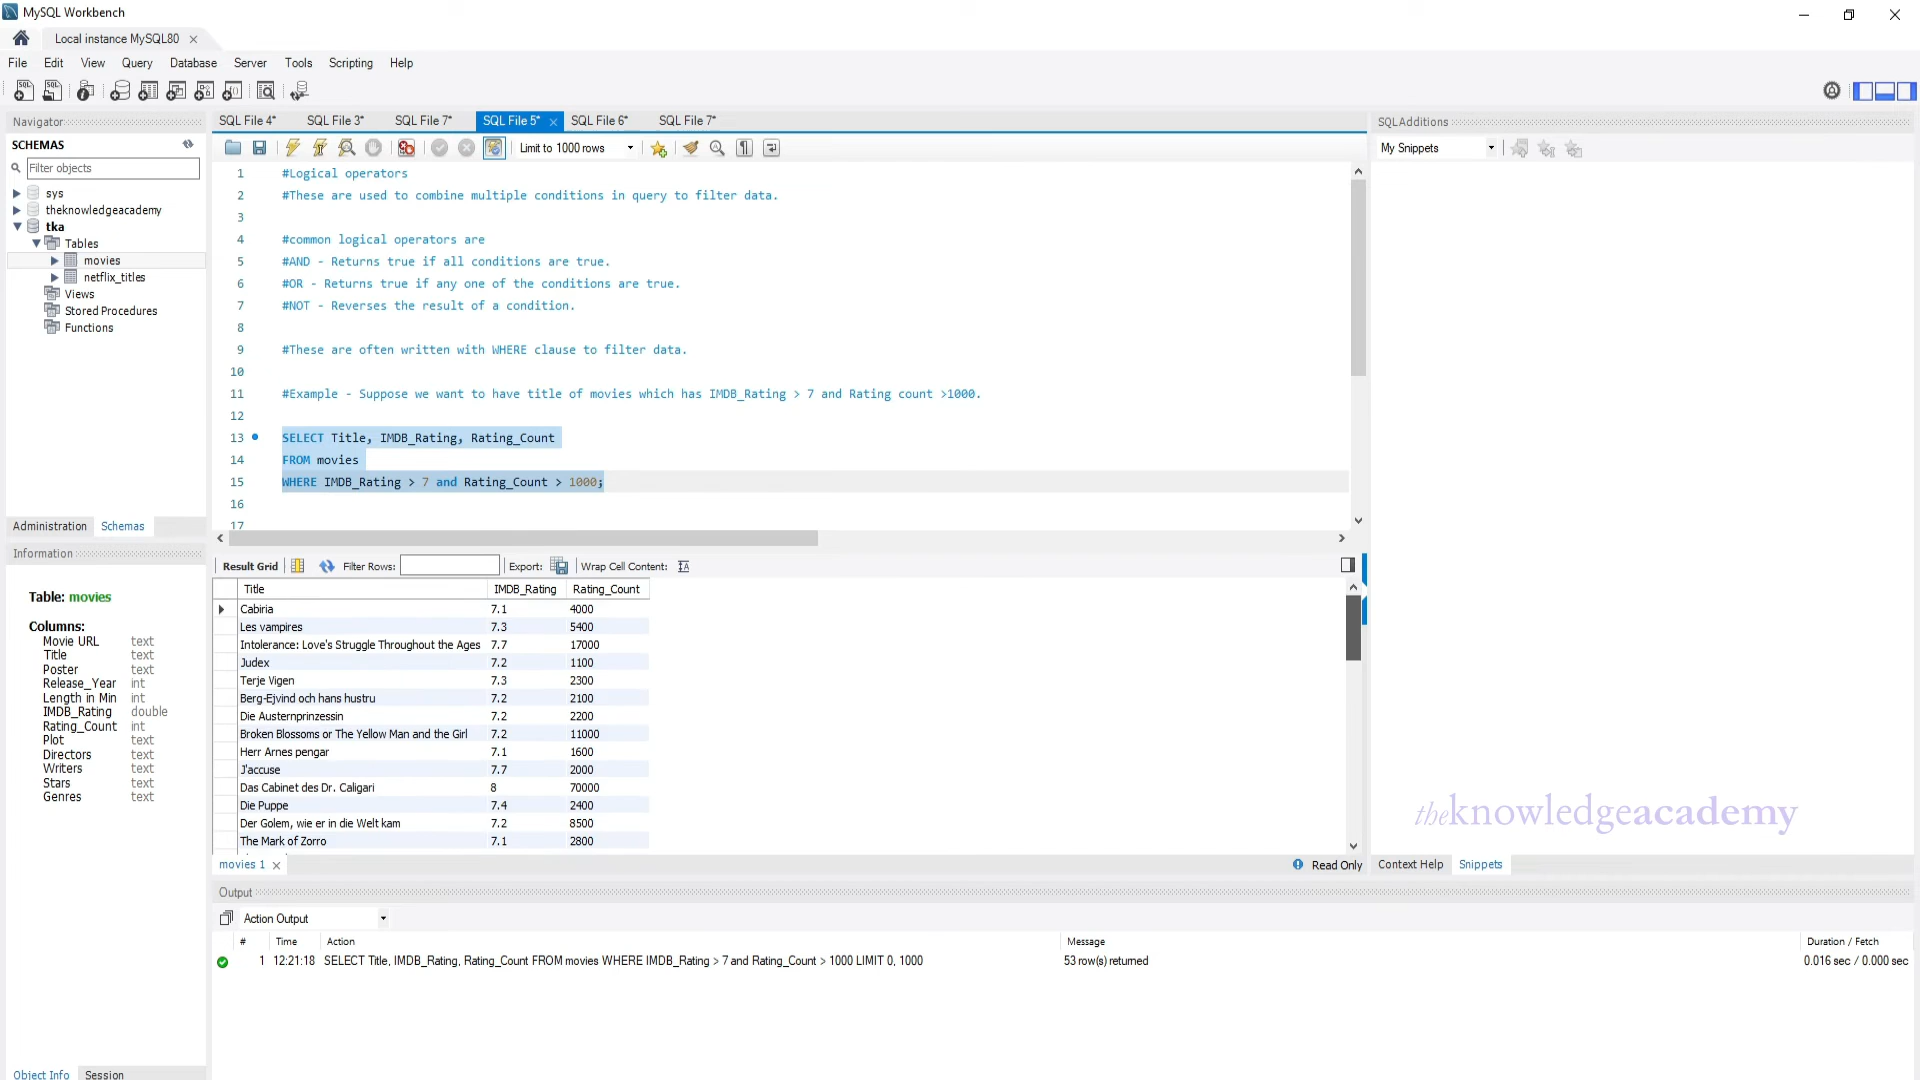 MySQL Workbench
Local instance MySQL80
File Edit View Query Database Server Tools Scripting Help
Navigator
SCHEMAS
Filter objects
sys
theknowledgeacademy
tka
Tables
movies
netflix_titles
Views
Stored Procedures
Functions
Administration Schemas
Information
Table: movies
Columns:
Movie URL text
Title text
Poster text
Release_Year int
Length in Min int
IMDB_Rating double
Rating_Count int
Plot text
Directors text
Writers text
Stars text
Genres text
Object Info Session
SQL File 4* SQL File 3* SQL File 7* SQL File 5* SQL File 6* SQL File 7*
Limit to 1000 rows
1 #Logical operators
2 #These are used to combine multiple conditions in query to filter data.
3
4 #common logical operators are
5 #AND - Returns true if all conditions are true.
6 #OR - Returns true if any one of the conditions are true.
7 #NOT - Reverses the result of a condition.
8
9 #These are often written with WHERE clause to filter data.
10
11 #Example - Suppose we want to have title of movies which has IMDB_Rating > 7 and Rating count >1000.
12
13 SELECT Title, IMDB_Rating, Rating_Count
14 FROM movies
15 WHERE IMDB_Rating > 7 and Rating_Count > 1000;
16
17
Result Grid Filter Rows: Export: Wrap Cell Content:
Title IMDB_Rating Rating_Count
Cabiria 7.1 4000
Les vampires 7.3 5400
Intolerance: Love's Struggle Throughout the Ages 7.7 17000
Judex 7.2 1100
Terje Vigen 7.3 2300
Berg-Ejvind och hans hustru 7.2 2100
Die Austernprinzessin 7.2 2200
Broken Blossoms or The Yellow Man and the Girl 7.2 11000
Herr Arnes pengar 7.1 1600
J'accuse 7.7 2000
Das Cabinet des Dr. Caligari 8 70000
Die Puppe 7.4 2400
Der Golem, wie er in die Welt kam 7.2 8500
The Mark of Zorro 7.1 2800
movies 1
Read Only
SQLAdditions
My Snippets
theknowledgeacademy
Context Help Snippets
Output
Action Output
# Time Action Message Duration / Fetch
1 12:21:18 SELECT Title, IMDB_Rating, Rating_Count FROM movies WHERE IMDB_Rating > 7 and Rating_Count > 1000 LIMIT 0, 1000 53 row(s) returned 0.016 sec / 0.000 sec